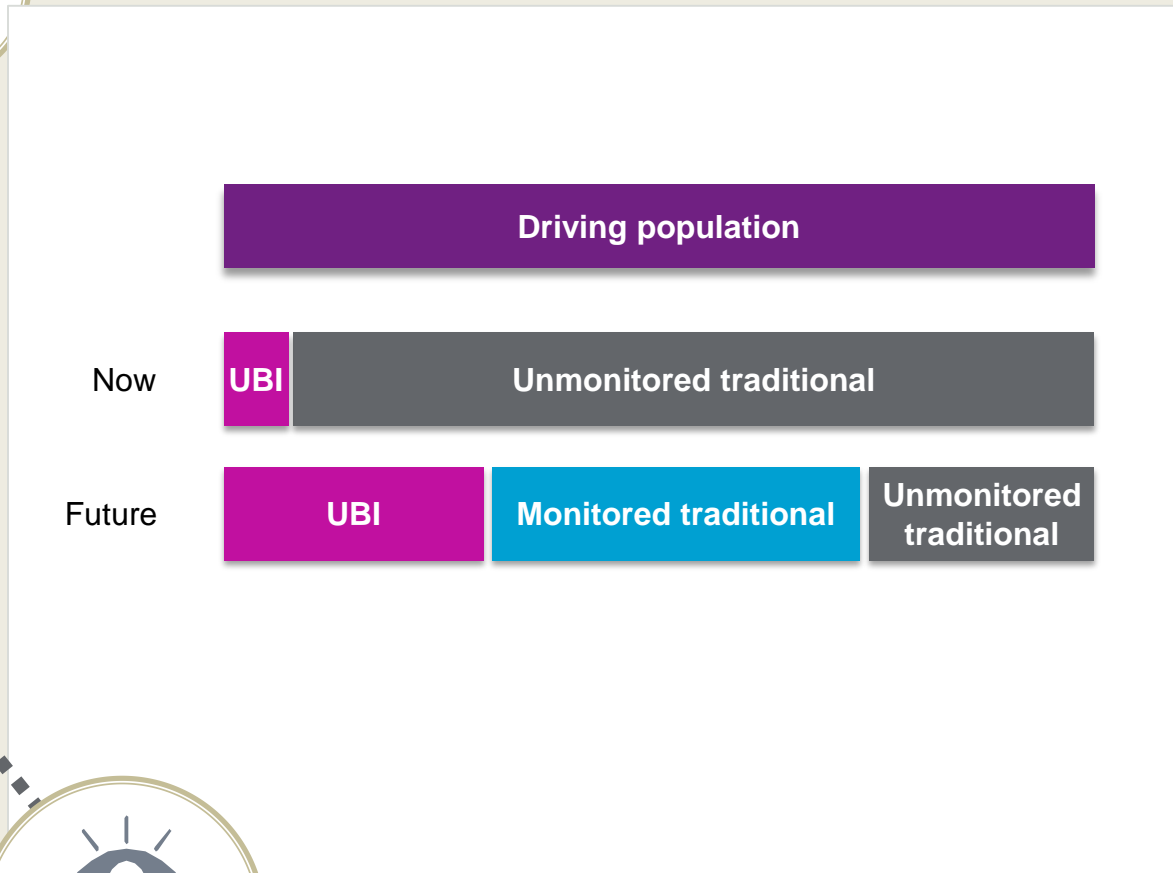 Driving population
Now
UBI
Unmonitored traditional
Future
UBI
Monitored traditional
Unmonitored
traditional